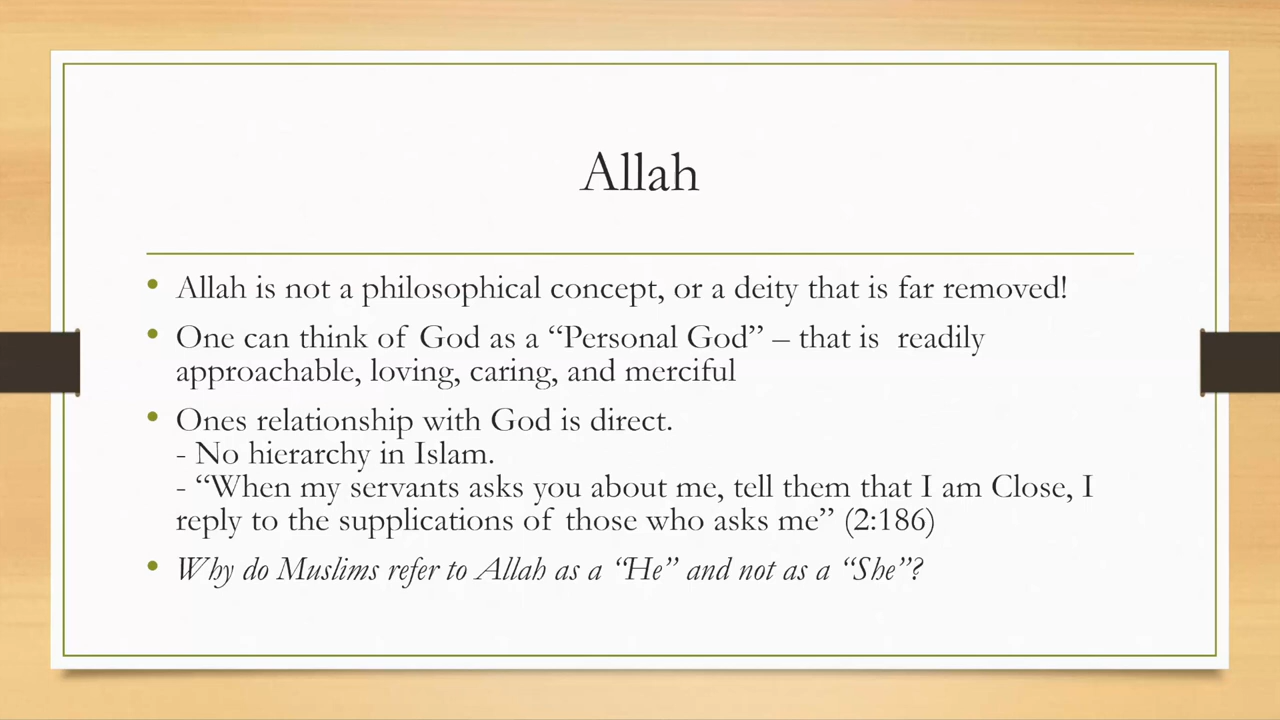 Allah
• Allah is not a philosophical concept, or a deity that is far removed!
• One can think of God as a “Personal God” – that is readily
approachable, loving, caring, and merciful
• Ones relationship with God is direct.
- No hierarchy in Islam.
- “When my servants asks you about me, tell them that I am Close, I
reply to the supplications of those who asks me” (2:186)
• Why do Muslims refer to Allah as a “He” and not as a “She”?